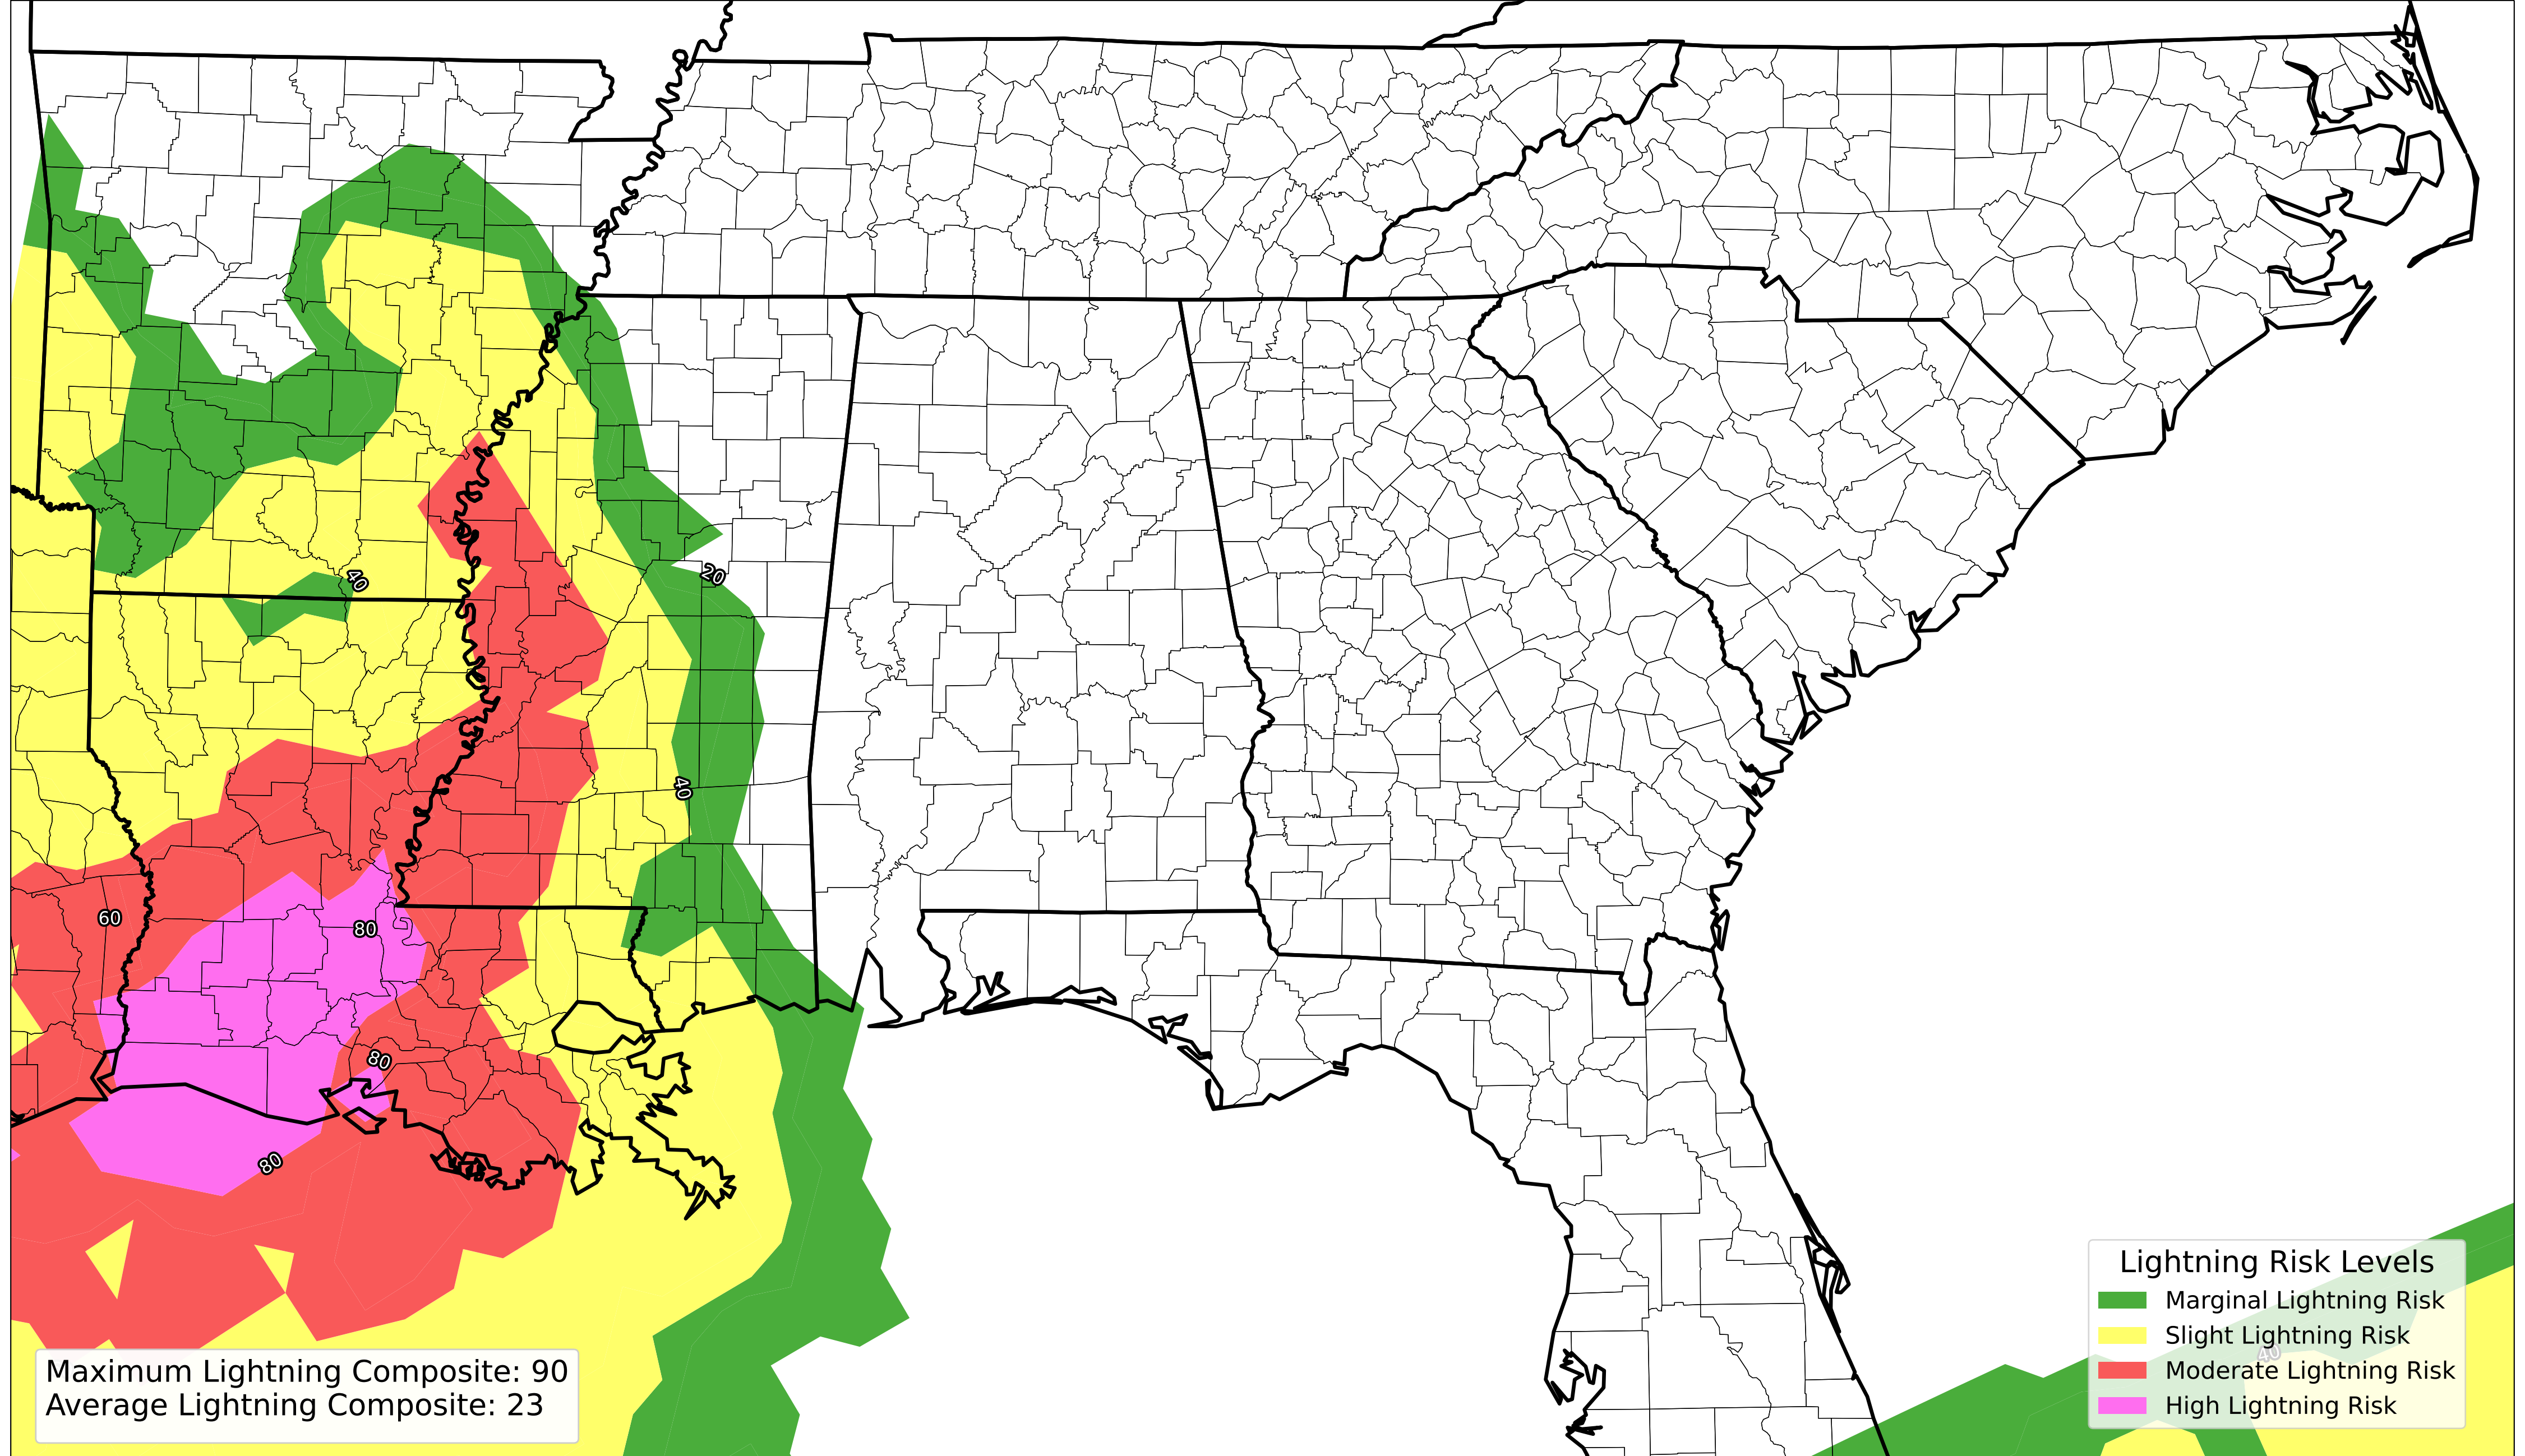 40
20
40
60
80
80
80
Lightning Risk Levels
Marginal Lightning Risk
Slight Lightning Risk
40
Moderate Lightning Risk
High Lightning Risk
Maximum Lightning Composite: 90
Average Lightning Composite: 23